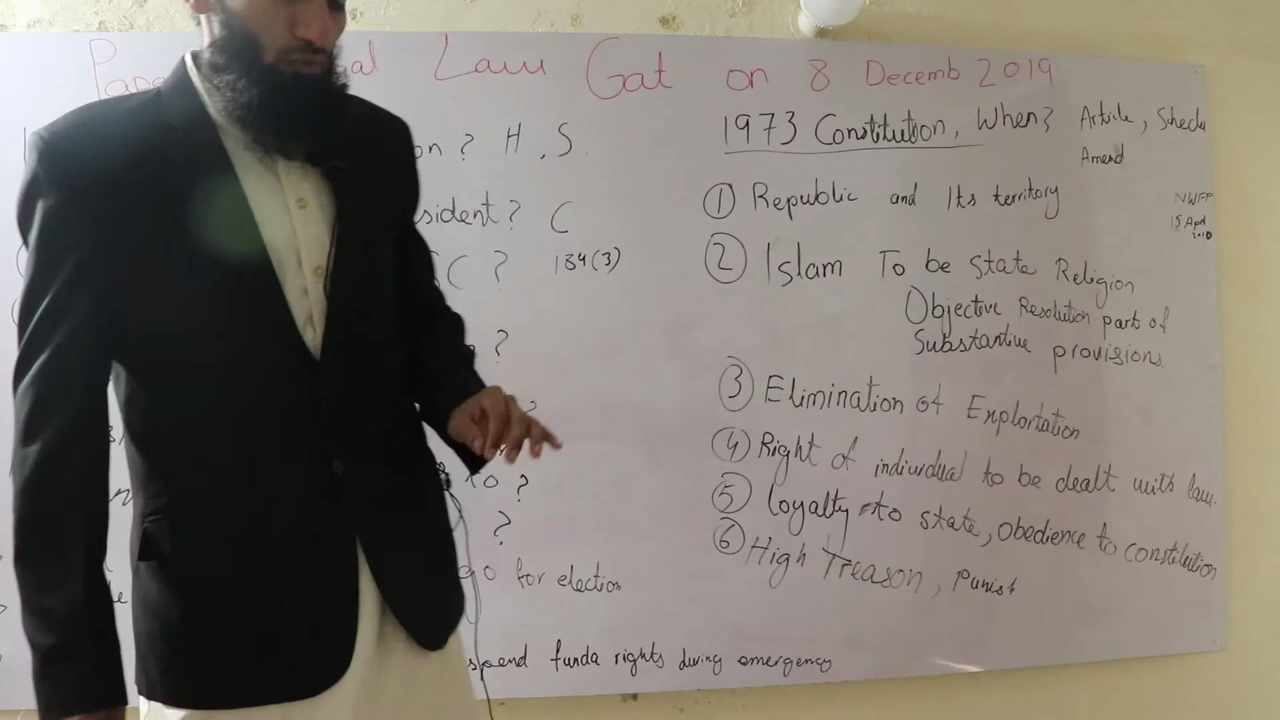 Law Gat on 8 Decemb 2019
on? H, S.
sident? C
C? 184(3)
?
?
to ?
?
go for election
spend funda rights during emergency
1973 Constitution, When? Article, Schedu
Amend
① Republic and Its territory
NWFP
15 Apl
2010
② Islam To be state Religion
Objective Resolution part of
Substantive provisions.
③ Elimination of Exploitation
④ Right of individual to be dealt with law.
⑤ loyalty to state, obedience to constitution
⑥ High Treason, Punish